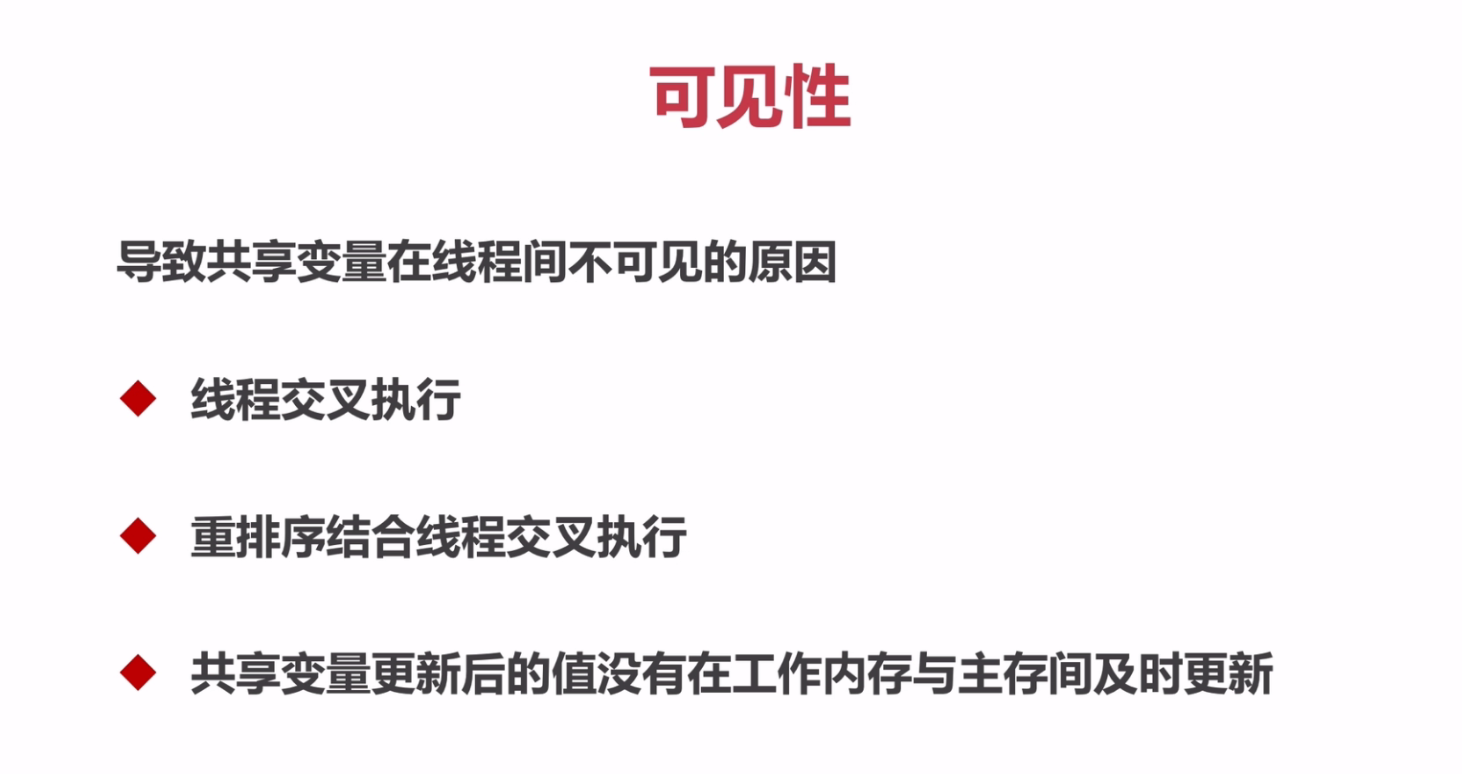 可见性
导致共享变量在线程间不可见的原因
线程交叉执行
重排序结合线程交叉执行
共享变量更新后的值没有在工作内存与主存间及时更新